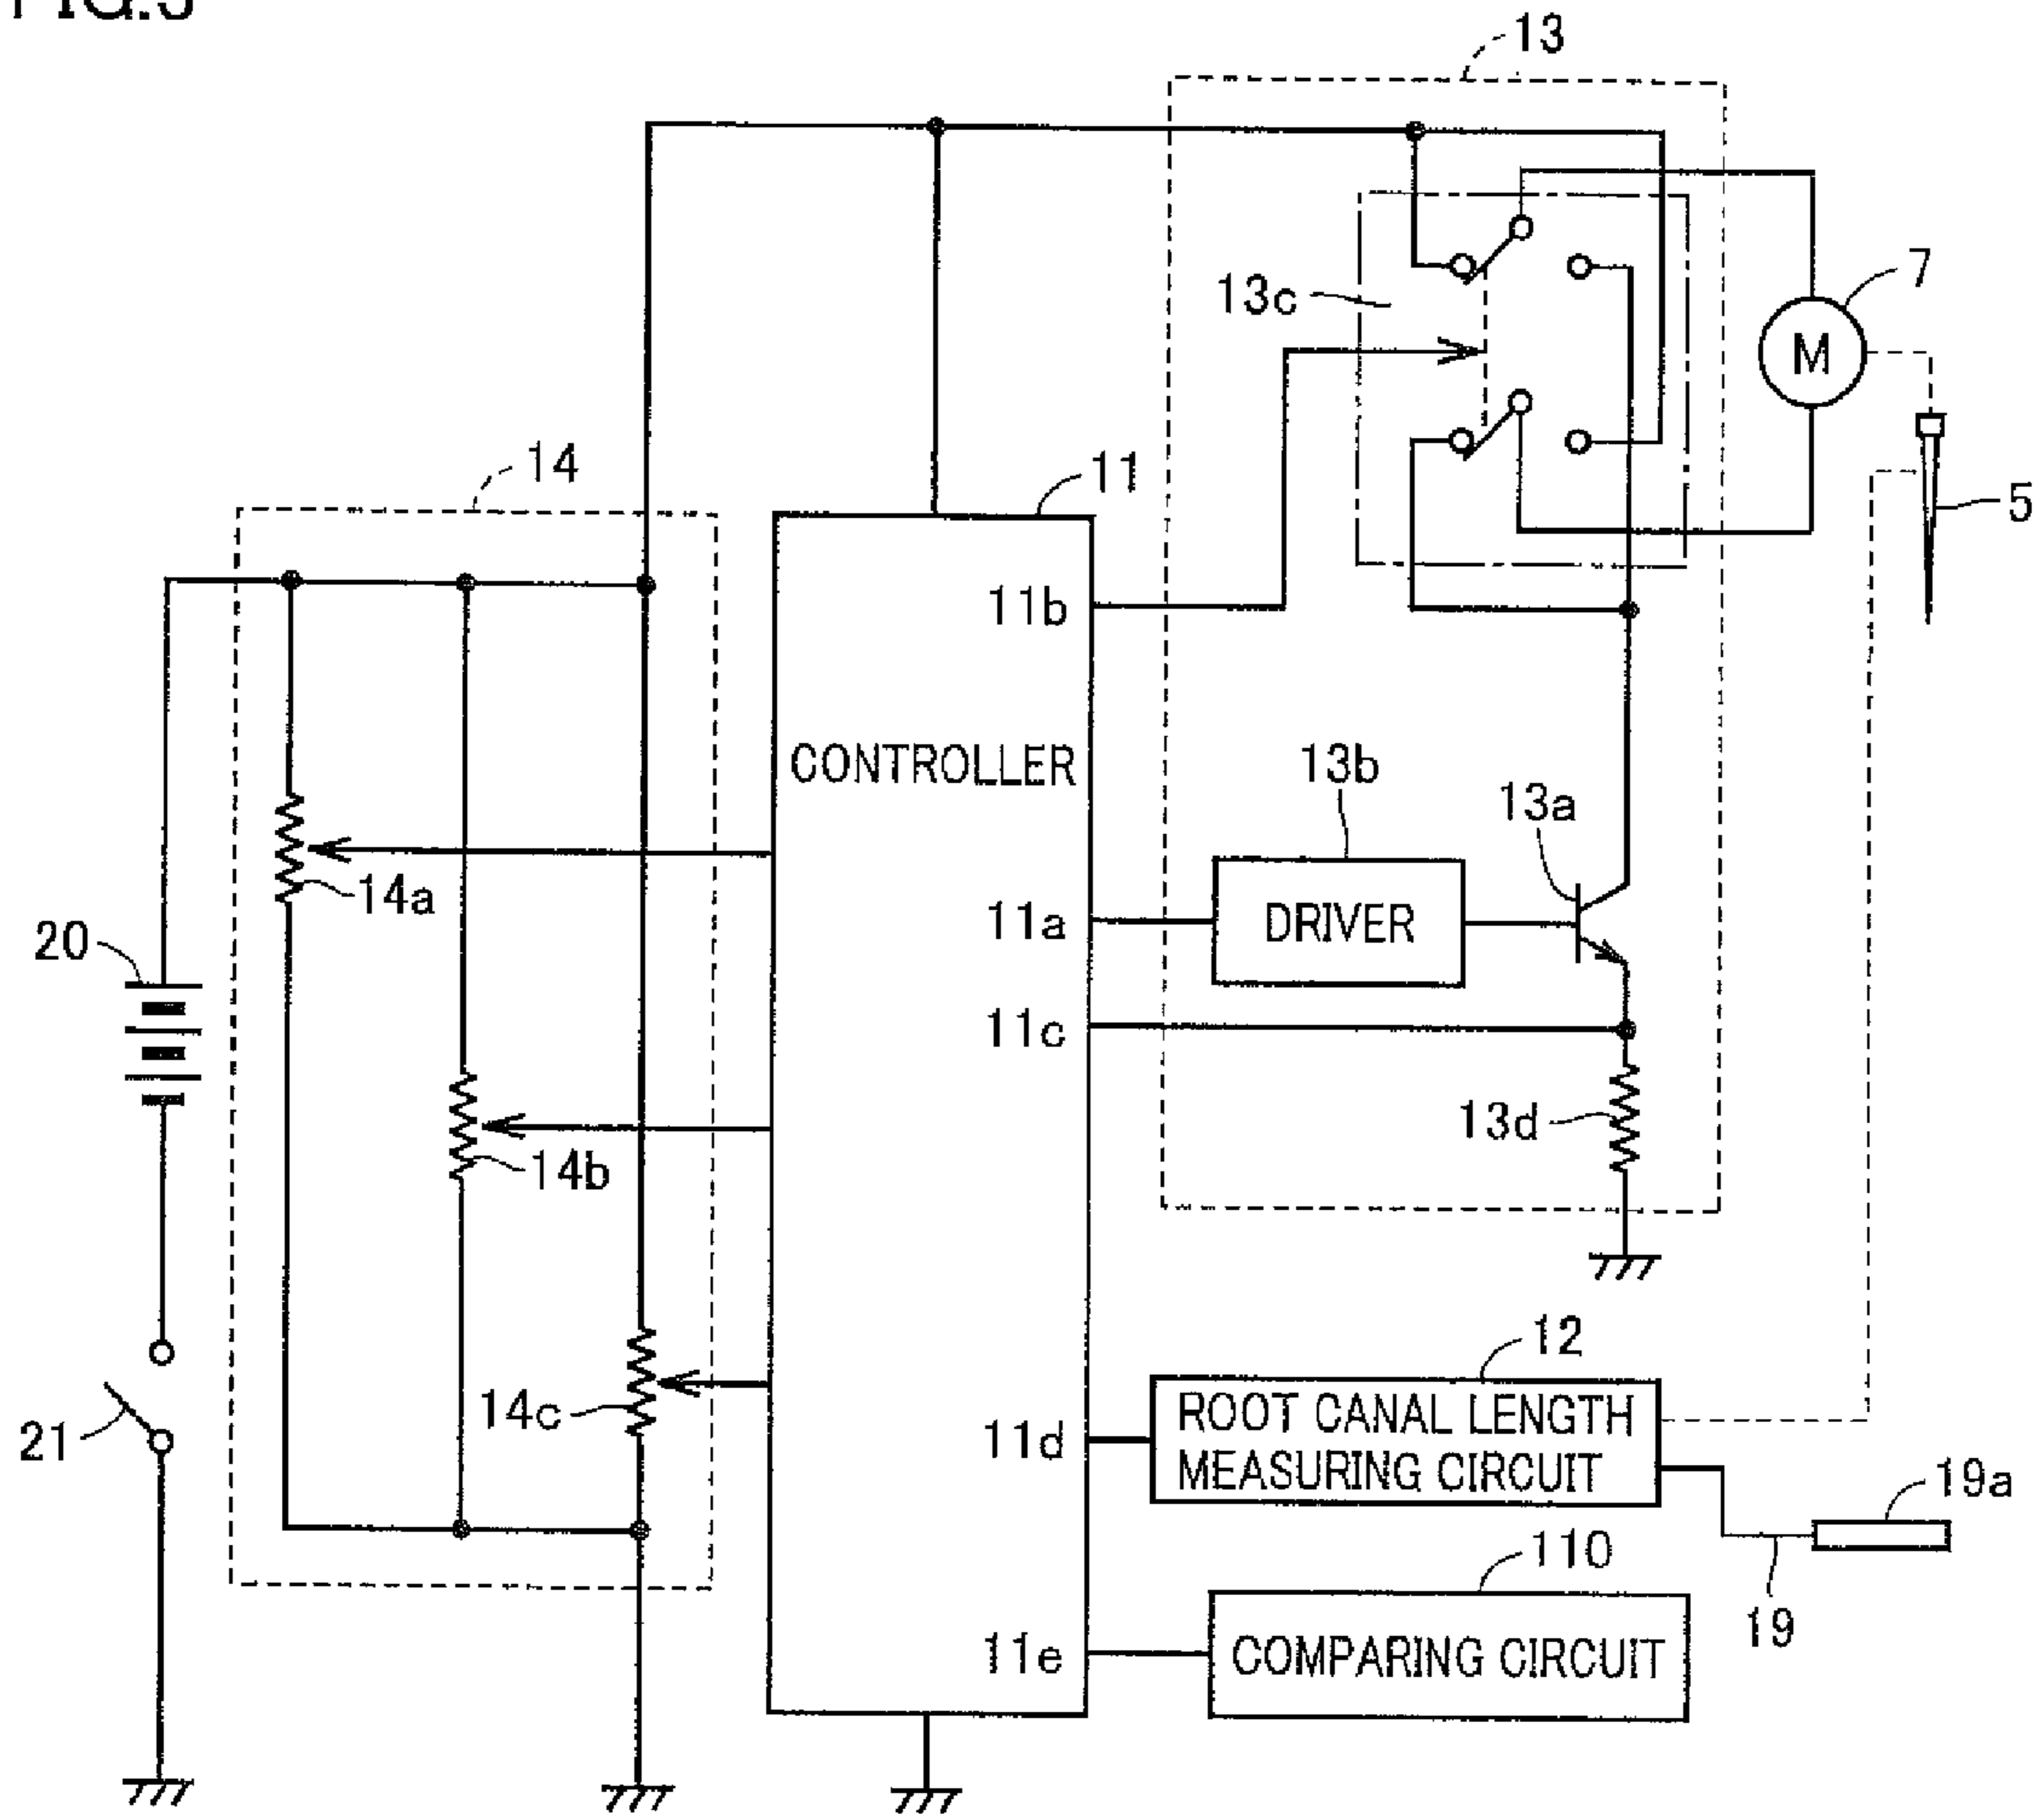 FIG.3
13
13c
7
M
14
11
5
11b
CONTROLLER
13b
13a
14a
11a
DRIVER
20
11c
13d
14b
12
14c
21
11d
ROOT CANAL LENGTH
MEASURING CIRCUIT
19a
110
19
11e
COMPARING CIRCUIT